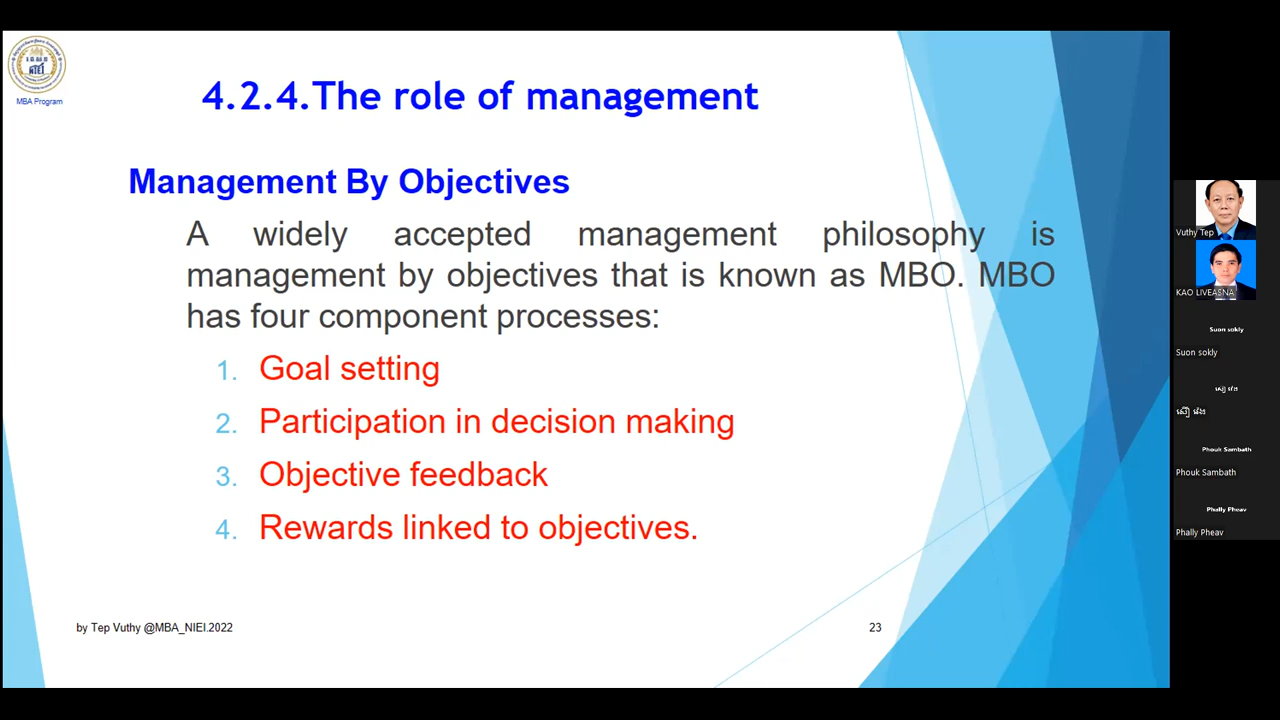 NIEI
MBA Program
4.2.4.The role of management
Management By Objectives
A widely accepted management philosophy is
management by objectives that is known as MBO. MBO
has four component processes:
1. Goal setting
2. Participation in decision making
3. Objective feedback
4. Rewards linked to objectives.
by Tep Vuthy @MBA_NIEI.2022
23
Vuthy Tep
KAO LIVEASNA
Suon sokly
Suon sokly
Phouk Sambath
Phouk Sambath
Phally Pheav
Phally Pheav